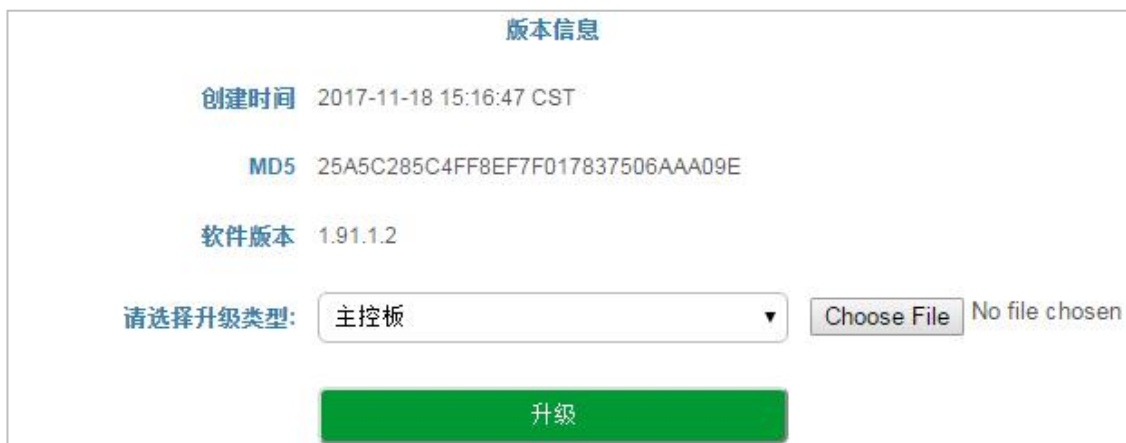 版本信息
创建时间 2017-11-18 15:16:47 CST
MD5 25A5C285C4FF8EF7F017837506AAA09E
软件版本 1.91.1.2
请选择升级类型: 主控板 Choose File No file chosen
升级